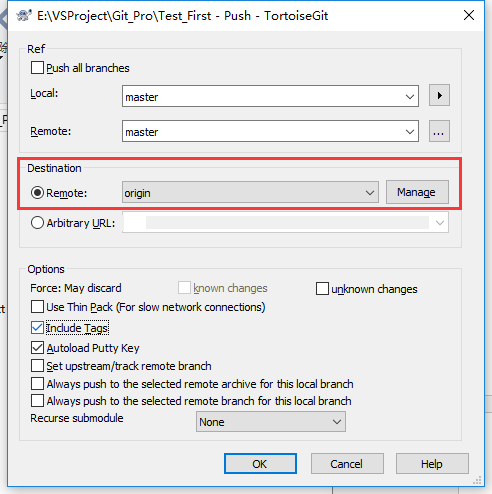 E:\VSProject\Git_Pro\Test_First - Push - TortoiseGit
Ref
Push all branches
Local: master
Remote: master ...
Destination
Remote: origin Manage
Arbitrary URL:
Options
Force: May discard known changes unknown changes
Use Thin Pack (For slow network connections)
Include Tags
Autoload Putty Key
Set upstream/track remote branch
Always push to the selected remote archive for this local branch
Always push to the selected remote branch for this local branch
Recurse submodule None
OK Cancel Help